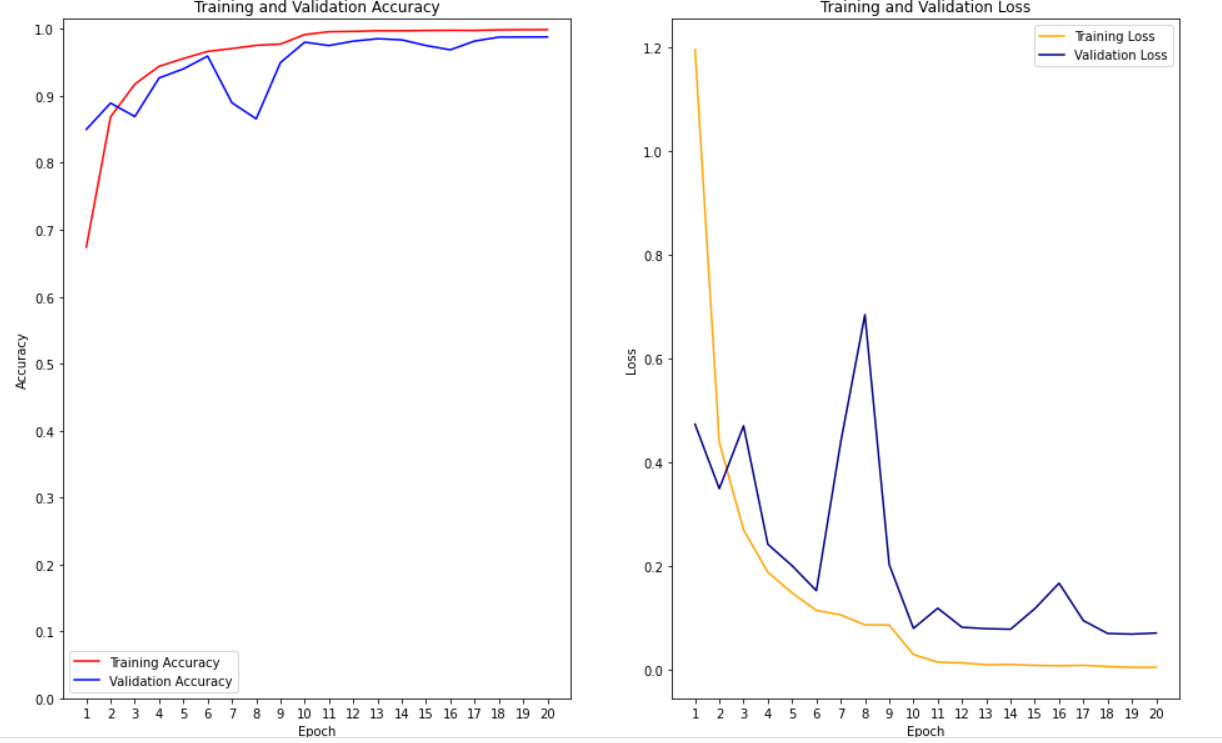 Training and Validation Accuracy
1.0
0.9
0.8
0.7
0.6
0.5
0.4
0.3
0.2
0.1
0.0
Accuracy
Training Accuracy
Validation Accuracy
1 2 3 4 5 6 7 8 9 10 11 12 13 14 15 16 17 18 19 20
Epoch
Training and Validation Loss
Training Loss
Validation Loss
1.2
1.0
0.8
0.6
0.4
0.2
0.0
Loss
1 2 3 4 5 6 7 8 9 10 11 12 13 14 15 16 17 18 19 20
Epoch